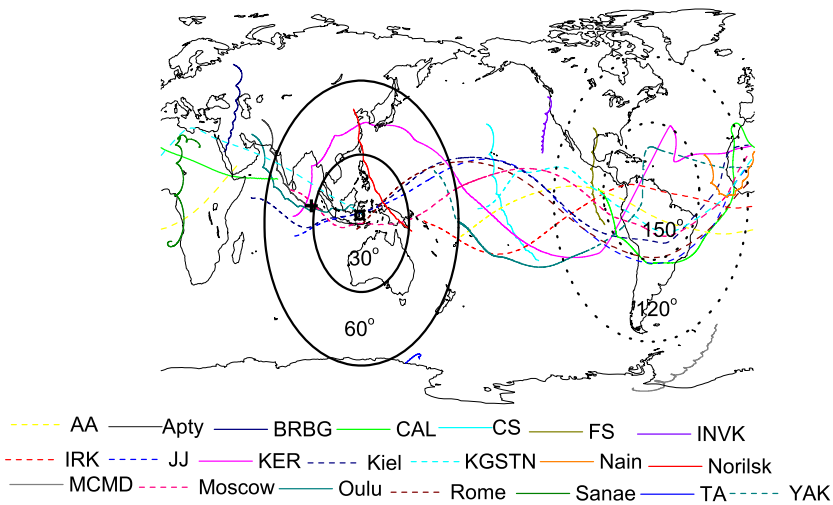 150°
30°
120°
60°
AA Apty BRBG CAL CS FS INVK
IRK JJ KER Kiel KGSTN Nain Norilsk
MCMD Moscow Oulu Rome Sanae TA YAK